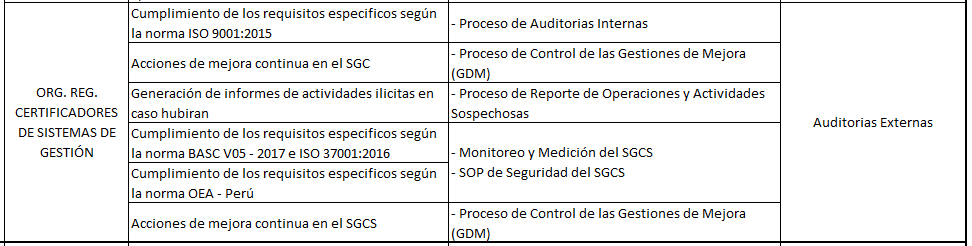 ORG. REG.
CERTIFICADORES
DE SISTEMAS DE
GESTIÓN
Cumplimiento de los requisitos especificos según
la norma ISO 9001:2015
- Proceso de Auditorias Internas
Acciones de mejora continua en el SGC
- Proceso de Control de las Gestiones de Mejora
(GDM)
Generación de informes de actividades ilicitas en
caso hubiran
- Proceso de Reporte de Operaciones y Actividades
Sospechosas
Cumplimiento de los requisitos especificos según
la norma BASC V05 - 2017 e ISO 37001:2016
Cumplimiento de los requisitos especificos según
la norma OEA - Perú
- Monitoreo y Medición del SGCS
- SOP de Seguridad del SGCS
Acciones de mejora continua en el SGCS
- Proceso de Control de las Gestiones de Mejora
(GDM)
Auditorias Externas